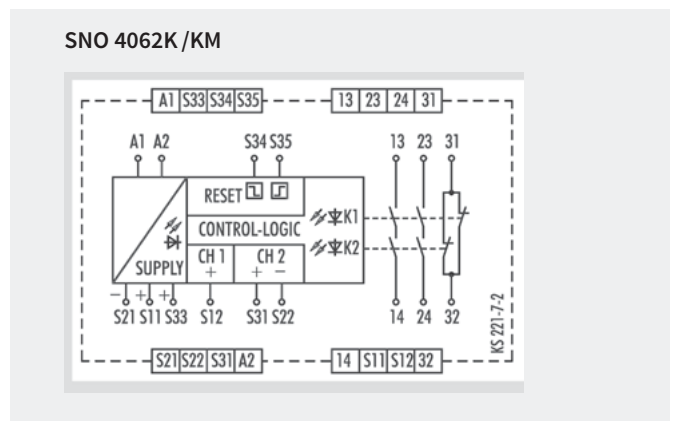 SNO 4062K /KM
A1 S33 S34 S35 13 23 24 31
A1 A2 S34 S35 13 23 31
RESET
K1
CONTROL-LOGIC
K2
CH 1 CH 2
SUPPLY + + −
− + +
S21 S11 S33 S12 S31 S22 14 24 32
KS 221-7-2
S21 S22 S31 A2 14 S11 S12 32